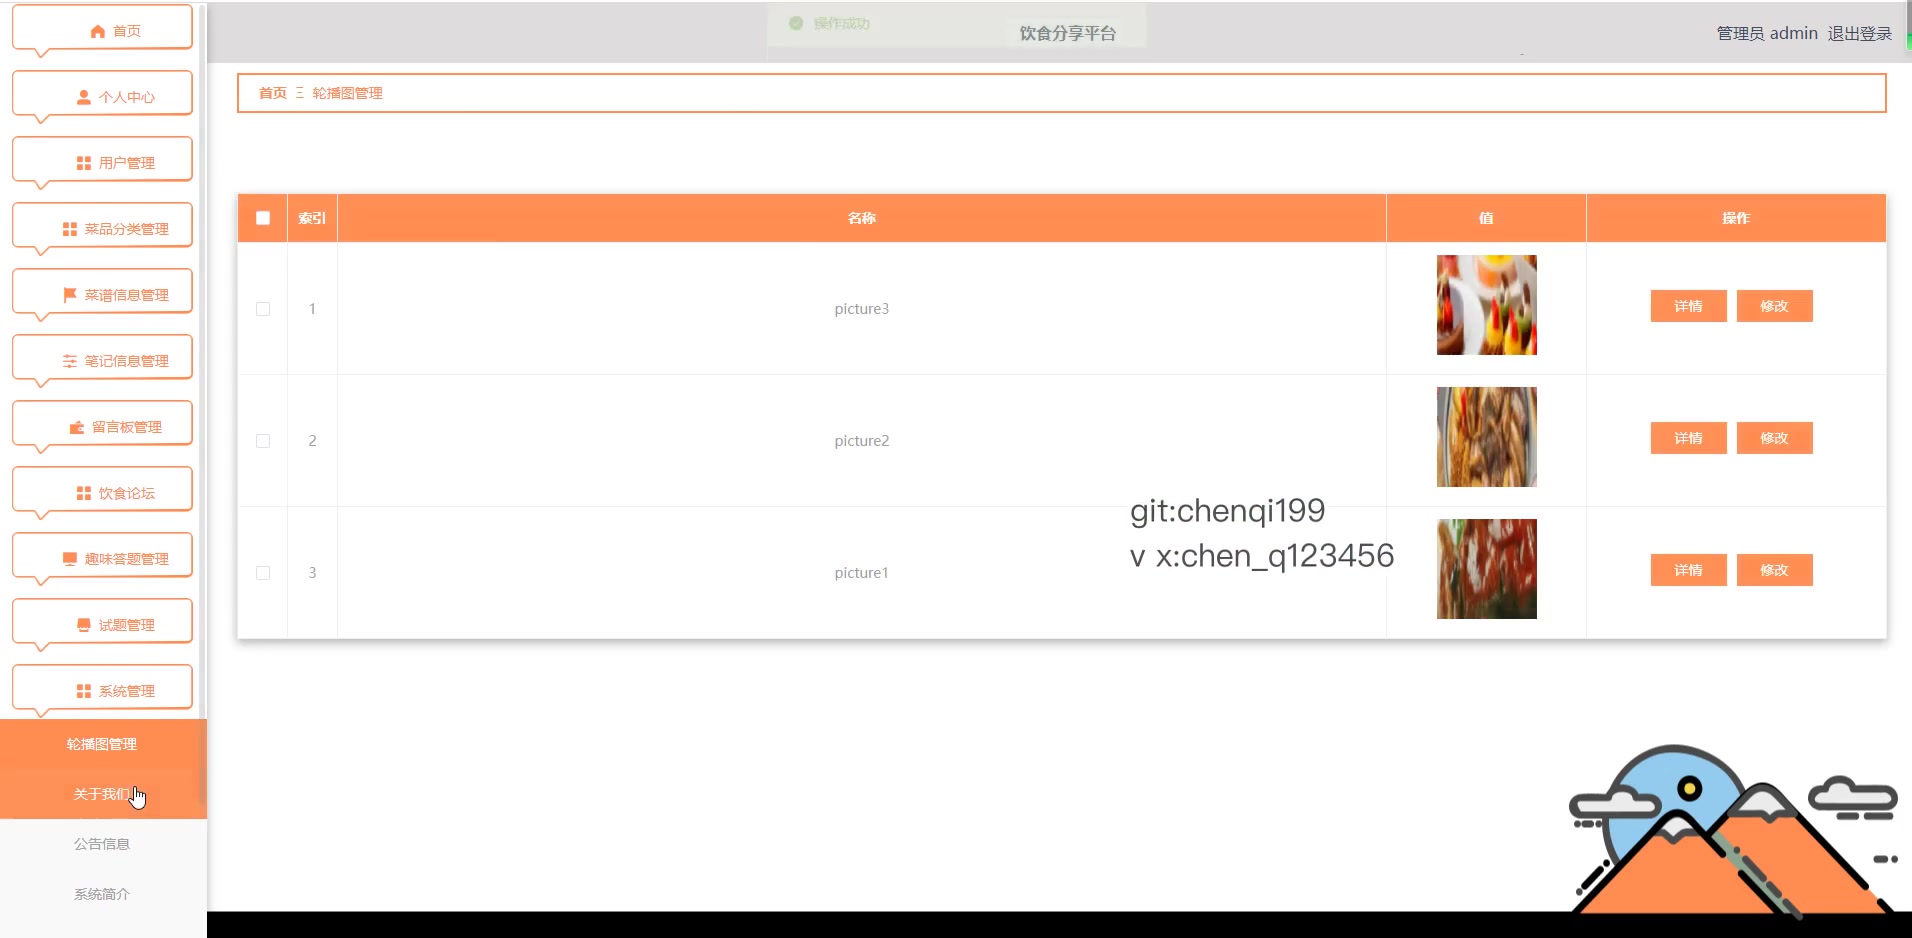 操作成功
饮食分享平台
管理员 admin 退出登录
首页
个人中心
用户管理
菜品分类管理
菜谱信息管理
笔记信息管理
留言板管理
饮食论坛
趣味答题管理
试题管理
系统管理
轮播图管理
关于我们
公告信息
系统简介
首页 Ξ 轮播图管理
索引 名称 值 操作
1 picture3 详情 修改
2 picture2 详情 修改
3 picture1 详情 修改
git:chenqi199
v x:chen_q123456